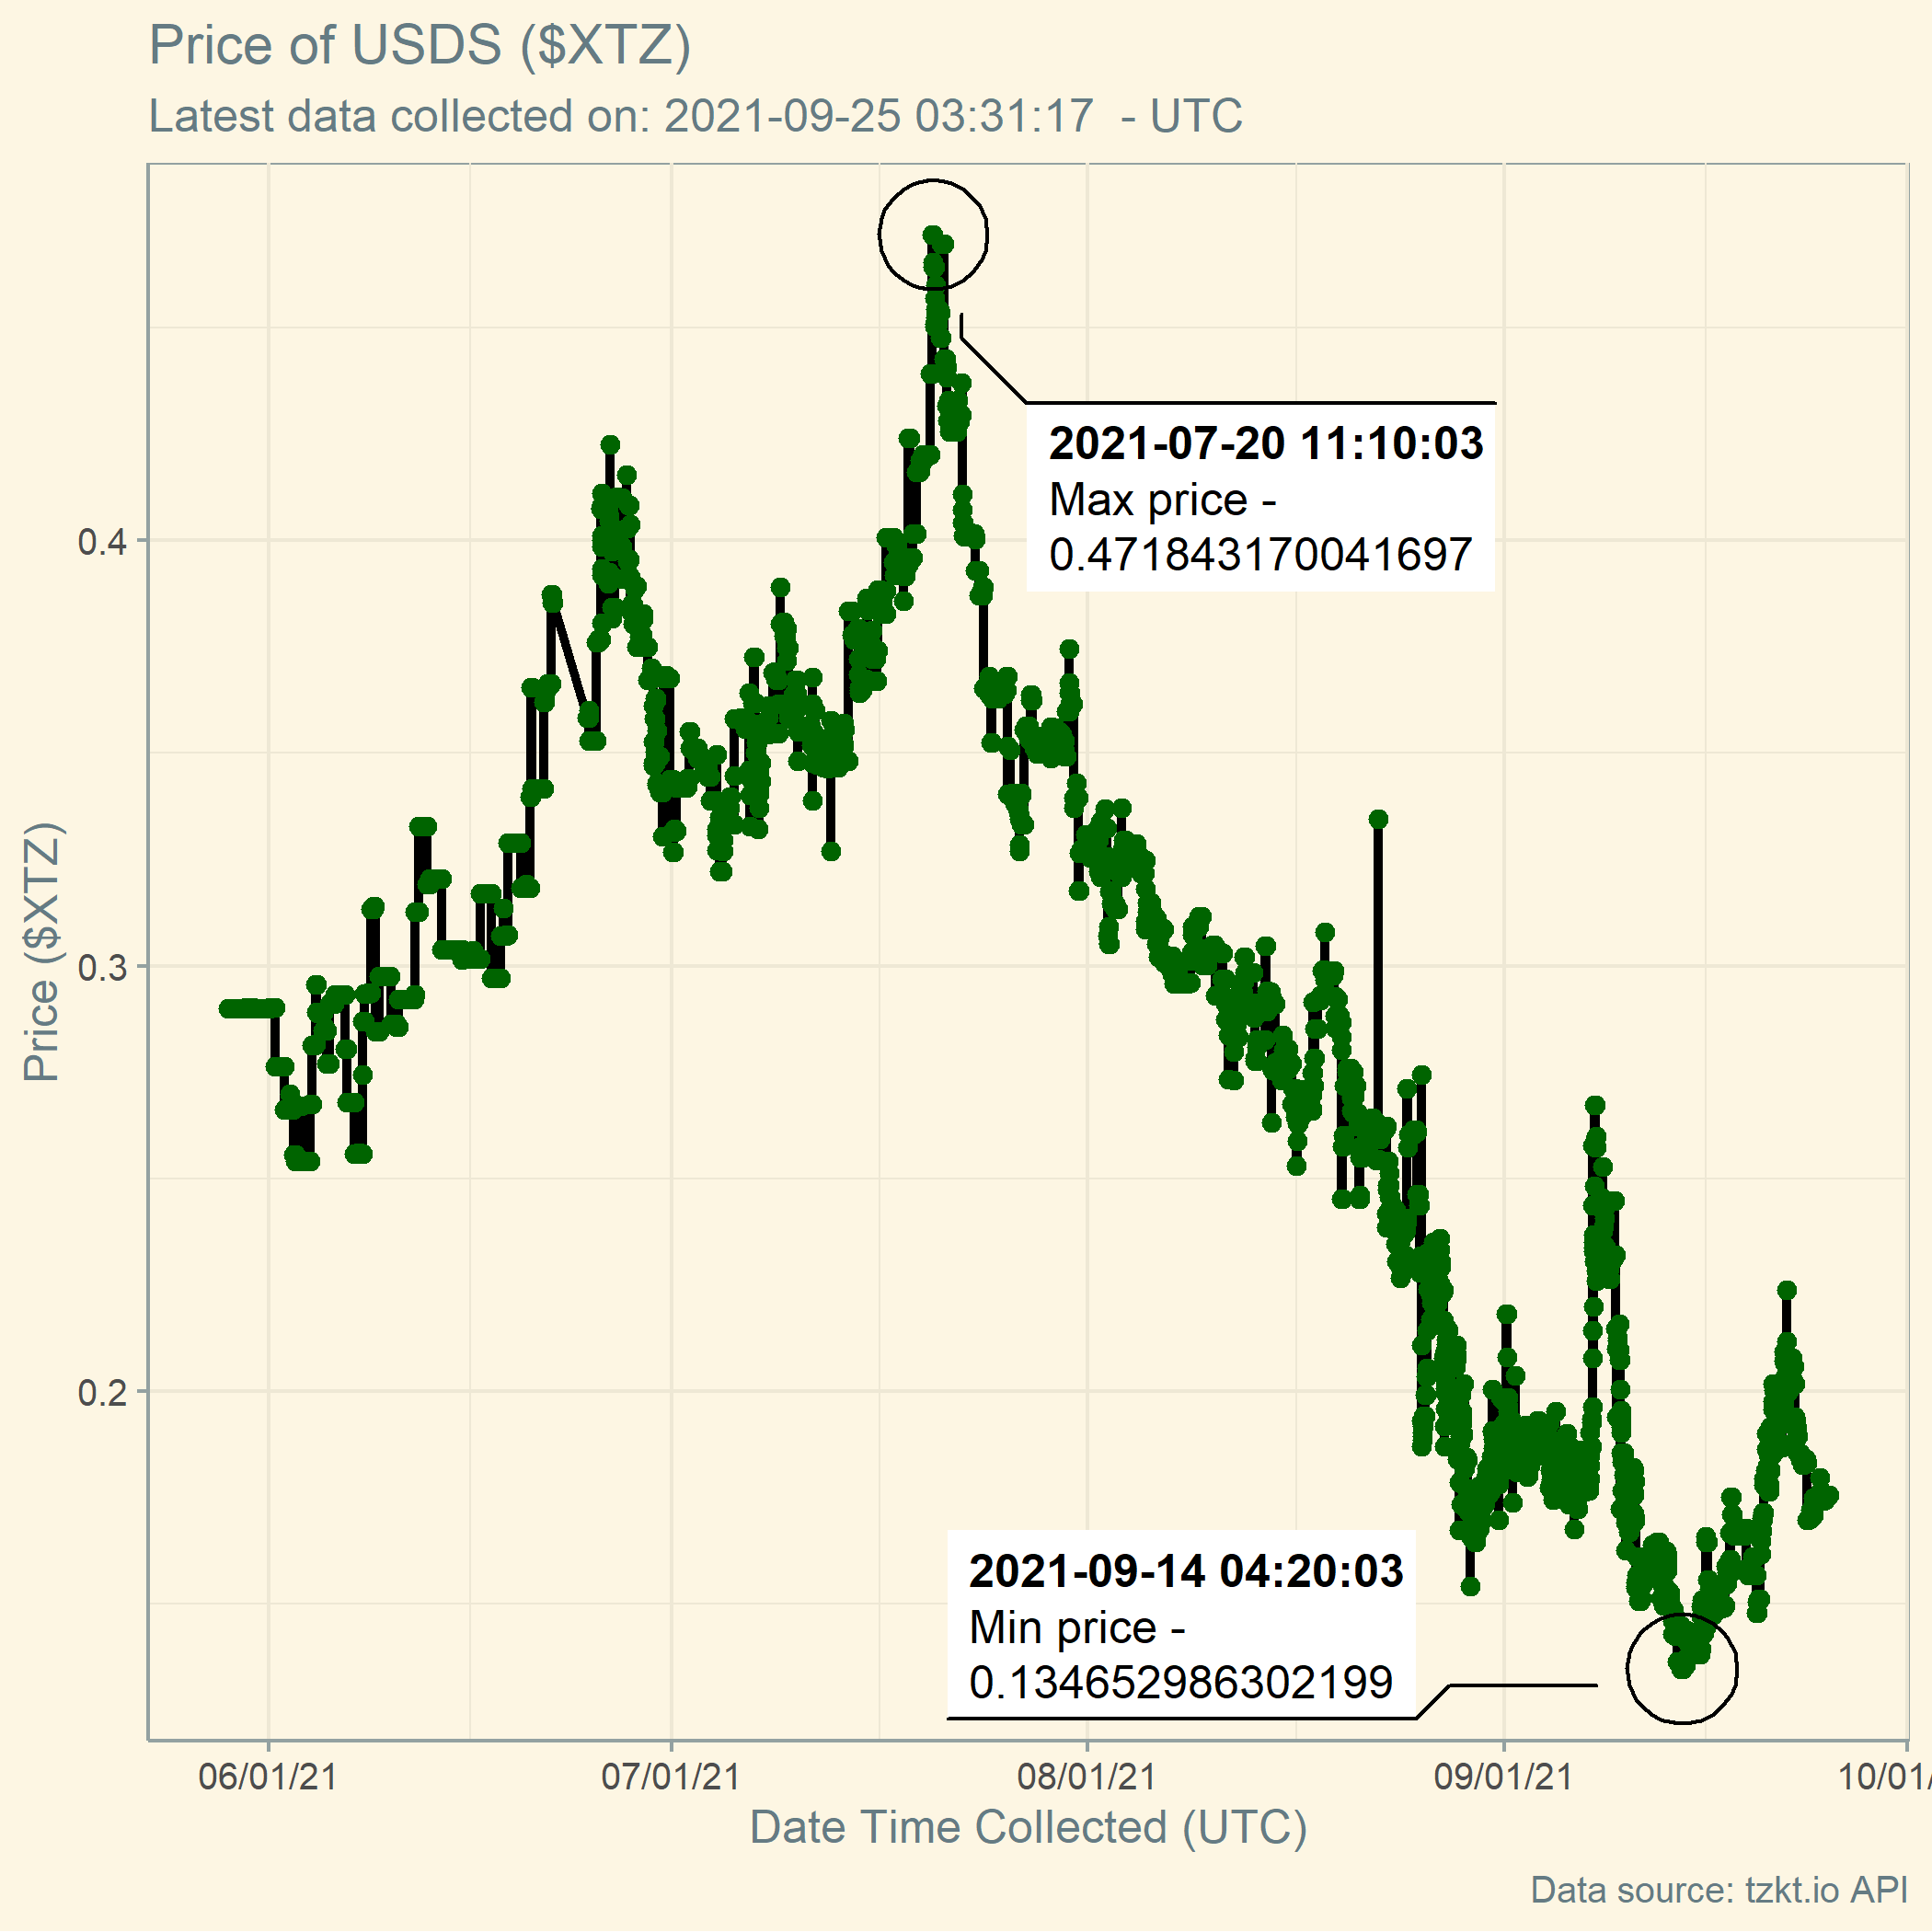 Price of USDS ($XTZ)
Latest data collected on: 2021-09-25 03:31:17  - UTC
Price ($XTZ)
0.4
0.3
0.2
2021-07-20 11:10:03
Max price -
0.471843170041697
2021-09-14 04:20:03
Min price -
0.134652986302199
06/01/21
07/01/21
08/01/21
09/01/21
10/01/
Date Time Collected (UTC)
Data source: tzkt.io API